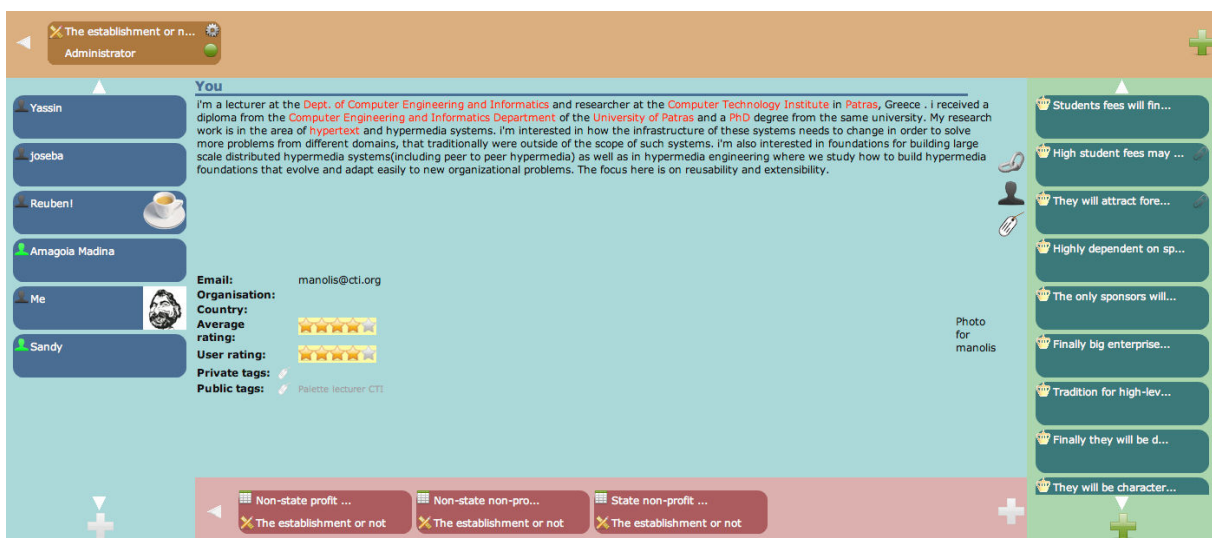 The establishment or n...
Administrator
Yassin
joseba
Reuben!
Amagoia Madina
Me
Sandy
You
i'm a lecturer at the Dept. of Computer Engineering and Informatics and researcher at the Computer Technology Institute in Patras, Greece . i received a
diploma from the Computer Engineering and Informatics Department of the University of Patras and a PhD degree from the same university. My research
work is in the area of hypertext and hypermedia systems. i'm interested in how the infrastructure of these systems needs to change in order to solve
more problems from different domains, that traditionally were outside of the scope of such systems. i'm also interested in foundations for building large
scale distributed hypermedia systems(including peer to peer hypermedia) as well as in hypermedia engineering where we study how to build hypermedia
foundations that evolve and adapt easily to new organizational problems. The focus here is on reusability and extensibility.
Email: manolis@cti.org
Organisation:
Country:
Average
rating:
User rating:
Private tags:
Public tags: Palette lecturer CTI
Photo
for
manolis
Students fees will fin...
High student fees may ...
They will attract fore...
Highly dependent on sp...
The only sponsors will...
Finally big enterprise...
Tradition for high-lev...
Finally they will be d...
They will be character...
Non-state profit ...
The establishment or not
Non-state non-pro...
The establishment or not
State non-profit ...
The establishment or not